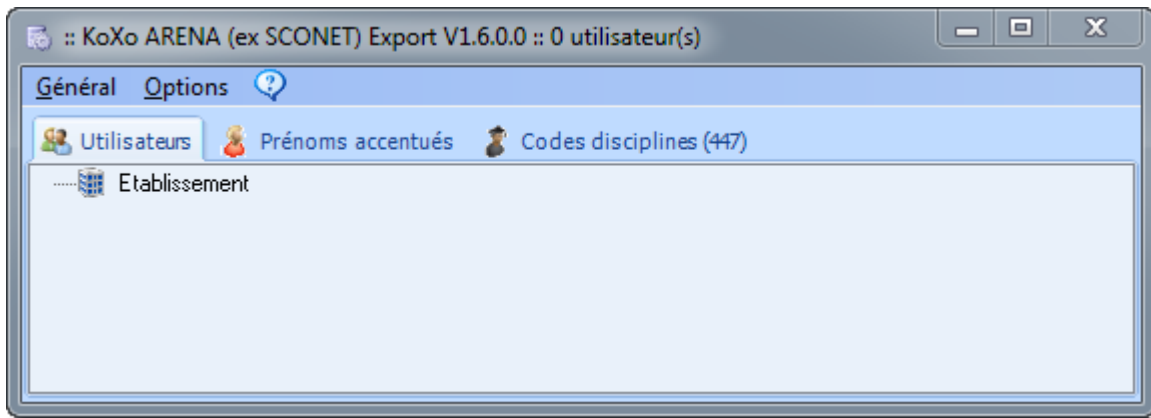 :: KoXo ARENA (ex SCONET) Export V1.6.0.0 :: 0 utilisateur(s)
Général Options
Utilisateurs Prénoms accentués Codes disciplines (447)
Etablissement